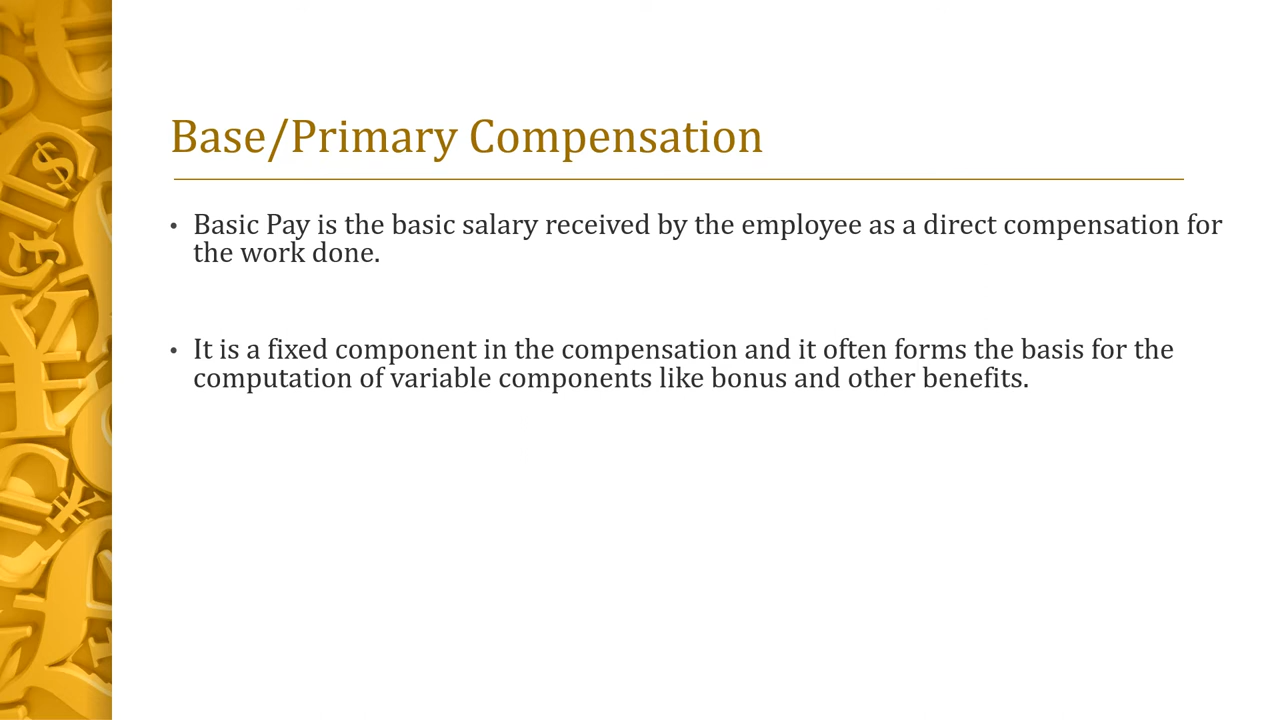 Base/Primary Compensation
• Basic Pay is the basic salary received by the employee as a direct compensation for
the work done.
• It is a fixed component in the compensation and it often forms the basis for the
computation of variable components like bonus and other benefits.